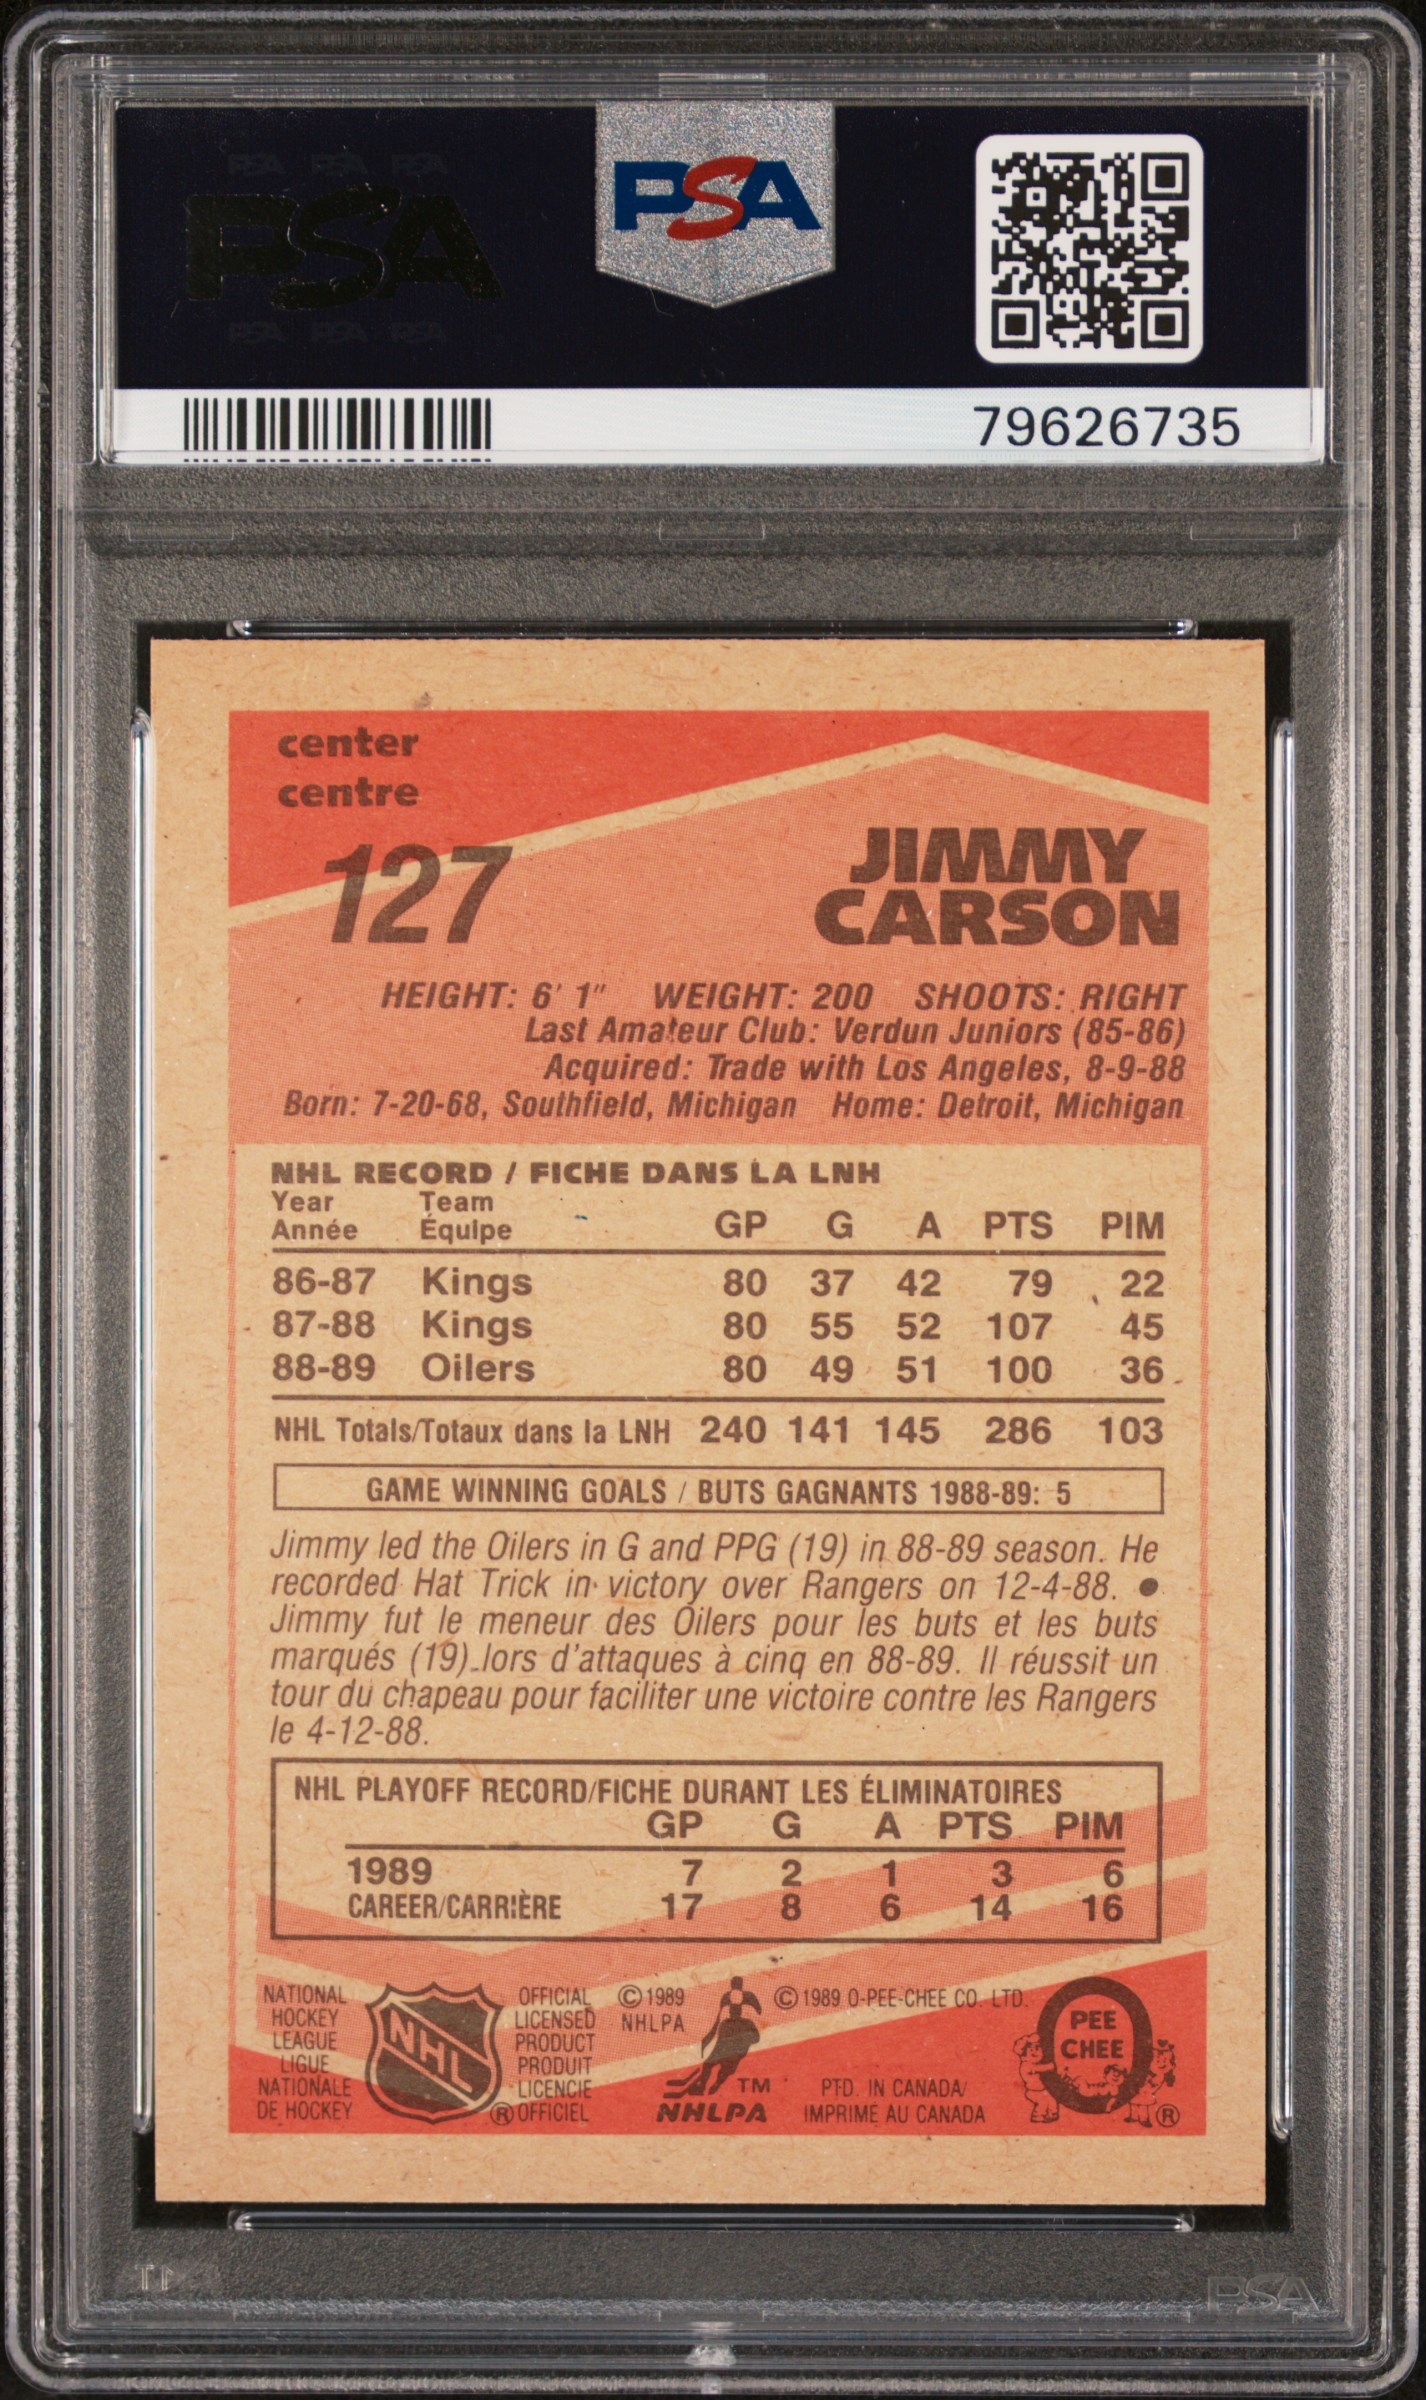 PSA PSA PSA
PSA
PSA PSA PSA
PSA
79626735
center
centre
127
JIMMY
CARSON
HEIGHT: 6' 1" WEIGHT: 200 SHOOTS: RIGHT
Last Amateur Club: Verdun Juniors (85-86)
Acquired: Trade with Los Angeles, 8-9-88
Born: 7-20-68, Southfield, Michigan Home: Detroit, Michigan
NHL RECORD / FICHE DANS LA LNH
Year Team
Année Équipe GP G A PTS PIM
86-87 Kings 80 37 42 79 22
87-88 Kings 80 55 52 107 45
88-89 Oilers 80 49 51 100 36
NHL Totals/Totaux dans la LNH 240 141 145 286 103
GAME WINNING GOALS / BUTS GAGNANTS 1988-89: 5
Jimmy led the Oilers in G and PPG (19) in 88-89 season. He
recorded Hat Trick in victory over Rangers on 12-4-88. ●
Jimmy fut le meneur des Oilers pour les buts et les buts
marqués (19) lors d'attaques à cinq en 88-89. Il réussit un
tour du chapeau pour faciliter une victoire contre les Rangers
le 4-12-88.
NHL PLAYOFF RECORD/FICHE DURANT LES ÉLIMINATOIRES
GP G A PTS PIM
1989 7 2 1 3 6
CAREER/CARRIÈRE 17 8 6 14 16
NATIONAL
HOCKEY
LEAGUE
LIGUE
NATIONALE
DE HOCKEY
NHL
®
OFFICIAL
LICENSED
PRODUCT
PRODUIT
LICENCIE
OFFICIEL
©1989
NHLPA
TM
NHLPA
©1989 O-PEE-CHEE CO. LTD.
PTD. IN CANADA/
IMPRIMÉ AU CANADA
O
PEE
CHEE
®
PSA